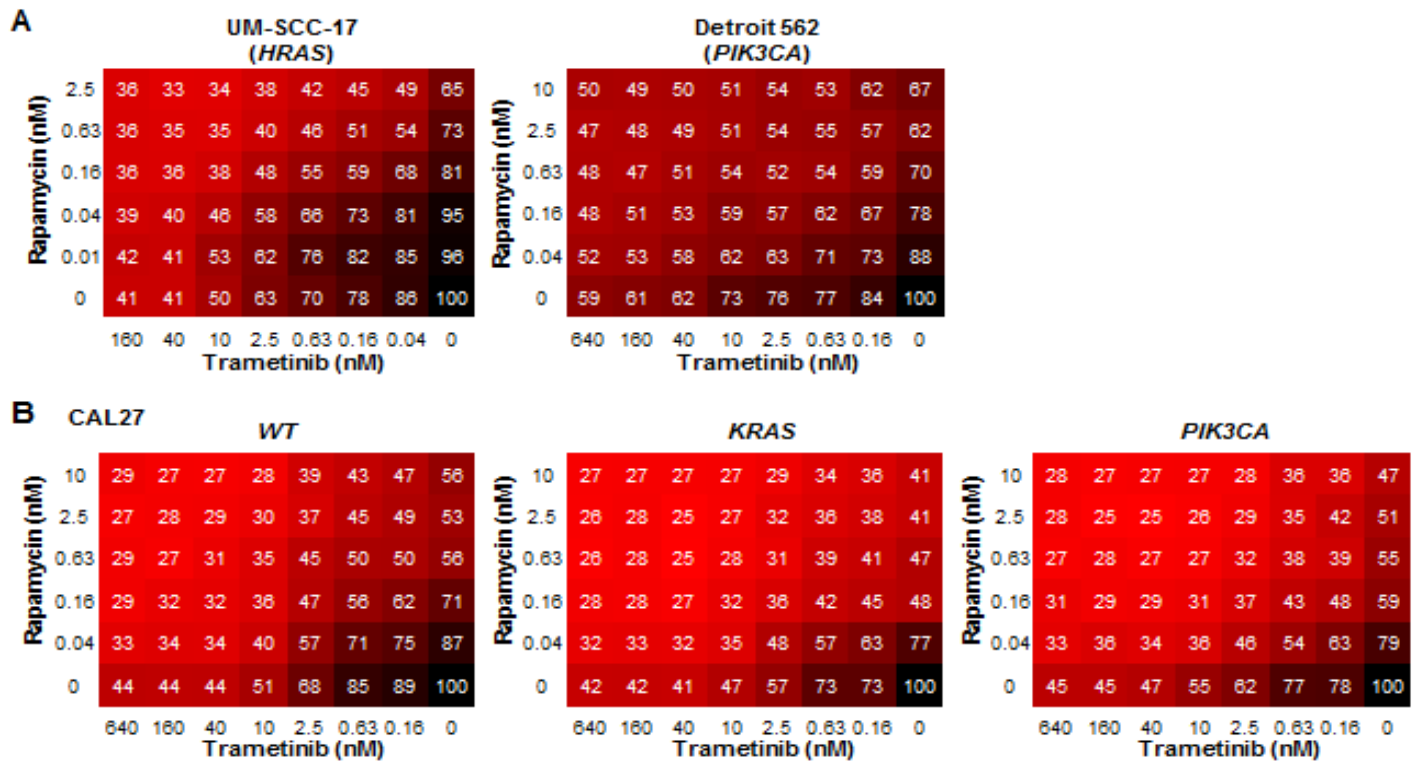 A
UM-SCC-17
(HRAS)
Detroit 562
(PIK3CA)
Rapamycin (nM)
2.5 36 33 34 38 42 45 49 65
0.63 36 35 35 40 46 51 54 73
0.16 36 36 38 48 55 59 68 81
0.04 39 40 46 58 66 73 81 95
0.01 42 41 53 62 76 82 85 96
0 41 41 50 63 70 78 86 100
160 40 10 2.5 0.63 0.16 0.04 0
Trametinib (nM)
Rapamycin (nM)
10 50 49 50 51 54 53 62 67
2.5 47 48 49 51 54 55 57 62
0.63 48 47 51 54 52 54 59 70
0.16 48 51 53 59 57 62 67 78
0.04 52 53 58 62 63 71 73 88
0 59 61 62 73 76 77 84 100
640 160 40 10 2.5 0.63 0.16 0
Trametinib (nM)
B
CAL27
WT
Rapamycin (nM)
10 29 27 27 28 39 43 47 56
2.5 27 28 29 30 37 45 49 53
0.63 29 27 31 35 45 50 50 56
0.16 29 32 32 36 47 56 62 71
0.04 33 34 34 40 57 71 75 87
0 44 44 44 51 68 85 89 100
640 160 40 10 2.5 0.63 0.16 0
Trametinib (nM)
KRAS
Rapamycin (nM)
10 27 27 27 27 29 34 36 41
2.5 26 28 25 27 32 36 38 41
0.63 26 28 25 28 31 39 41 47
0.16 28 28 27 32 36 42 45 48
0.04 32 33 32 35 48 57 63 77
0 42 42 41 47 57 73 73 100
640 160 40 10 2.5 0.63 0.16 0
Trametinib (nM)
PIK3CA
Rapamycin (nM)
10 28 27 27 27 28 36 36 47
2.5 28 25 25 26 29 35 42 51
0.63 27 28 27 27 32 38 39 55
0.16 31 29 29 31 37 43 48 59
0.04 33 36 34 36 46 54 63 79
0 45 45 47 55 62 77 78 100
640 160 40 10 2.5 0.63 0.16 0
Trametinib (nM)